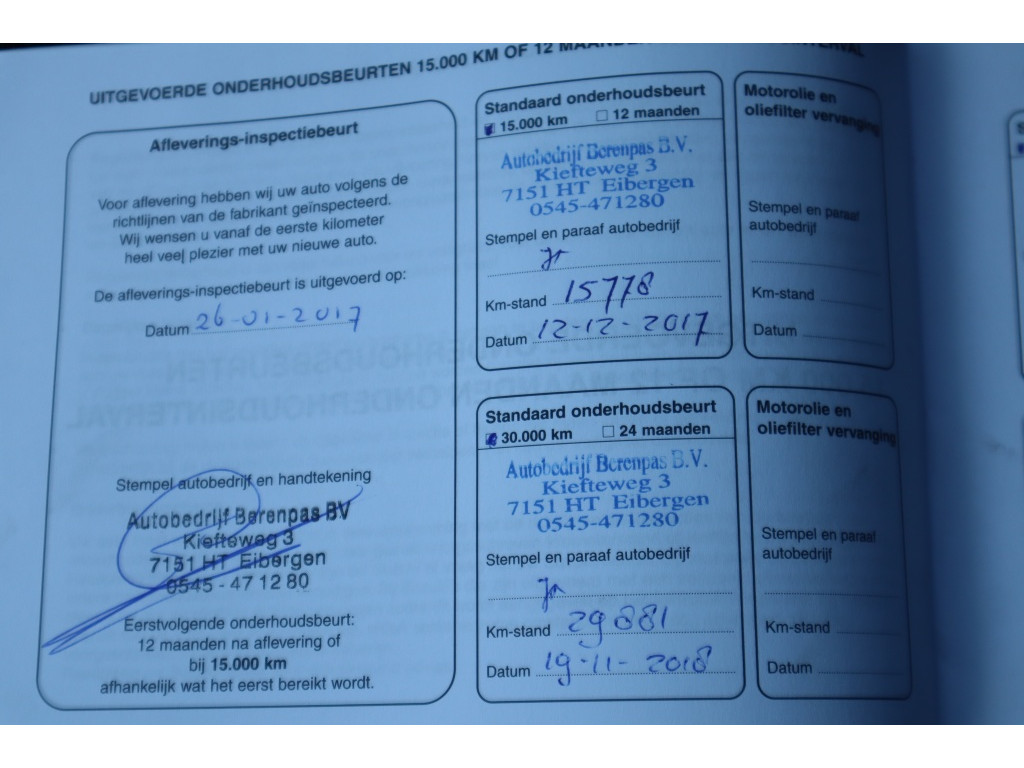 UITGEVOERDE ONDERHOUDSBEURTEN 15.000 KM OF 12 MAANDEN
Afleverings-inspectiebeurt
Voor aflevering hebben wij uw auto volgens de
richtlijnen van de fabrikant geïnspecteerd.
Wij wensen u vanaf de eerste kilometer
heel veel plezier met uw nieuwe auto.
De afleverings-inspectiebeurt is uitgevoerd op:
Datum 26-01-2017
Stempel autobedrijf en handtekening
Autobedrijf Berenpas BV
Kiefteweg 3
7151 HT Eibergen
0545 - 47 12 80
Eerstvolgende onderhoudsbeurt:
12 maanden na aflevering of
bij 15.000 km
afhankelijk wat het eerst bereikt wordt.
Standaard onderhoudsbeurt
15.000 km 12 maanden
Autobedrijf Berenpas B.V.
Kiefteweg 3
7151 HT Eibergen
0545-471280
Stempel en paraaf autobedrijf
Km-stand 15778
Datum 12-12-2017
Motorolie en
oliefilter vervanging
Stempel en paraaf
autobedrijf
Km-stand
Datum
Standaard onderhoudsbeurt
30.000 km 24 maanden
Autobedrijf Berenpas B.V.
Kiefteweg 3
7151 HT Eibergen
0545-471280
Stempel en paraaf autobedrijf
Km-stand 29881
Datum 19-11-2018
Motorolie en
oliefilter vervanging
Stempel en paraaf
autobedrijf
Km-stand
Datum